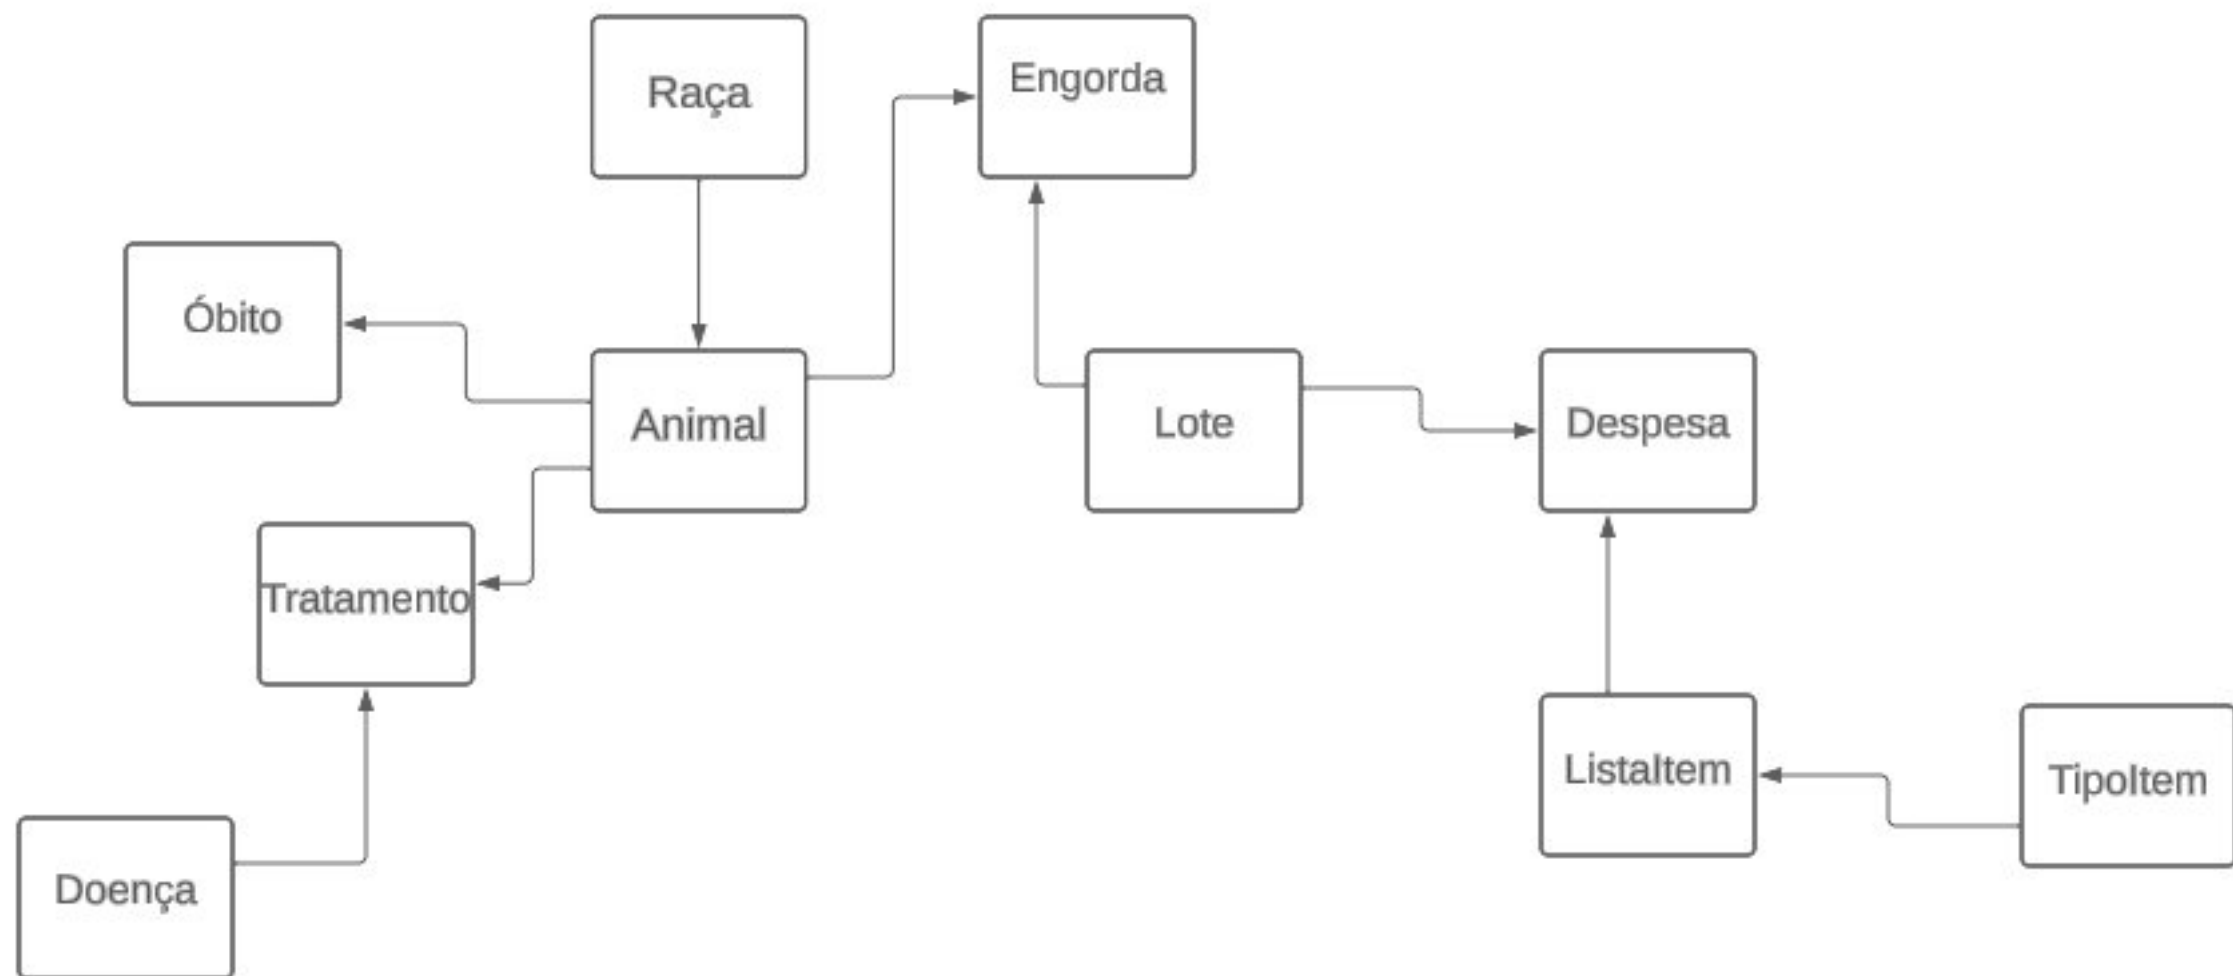 Raça
Engorda
Óbito
Animal
Lote
Despesa
Tratamento
ListaItem
TipoItem
Doença